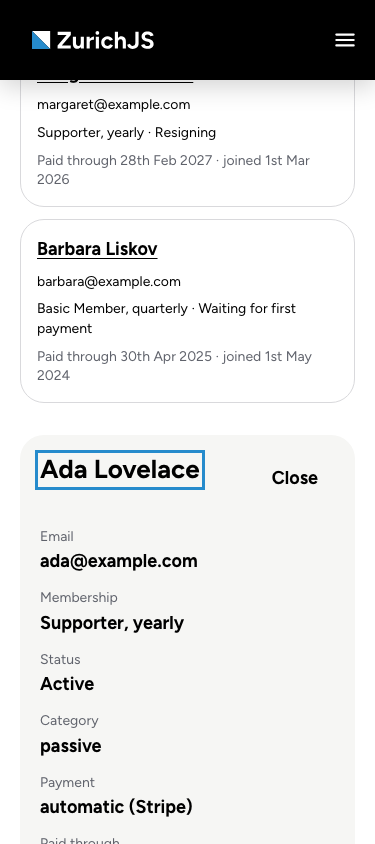 ZurichJS
margaret@example.com
Supporter, yearly · Resigning
Paid through 28th Feb 2027 · joined 1st Mar
2026
Barbara Liskov
barbara@example.com
Basic Member, quarterly · Waiting for first
payment
Paid through 30th Apr 2025 · joined 1st May
2024
Ada Lovelace
Close
Email
ada@example.com
Membership
Supporter, yearly
Status
Active
Category
passive
Payment
automatic (Stripe)
Paid through